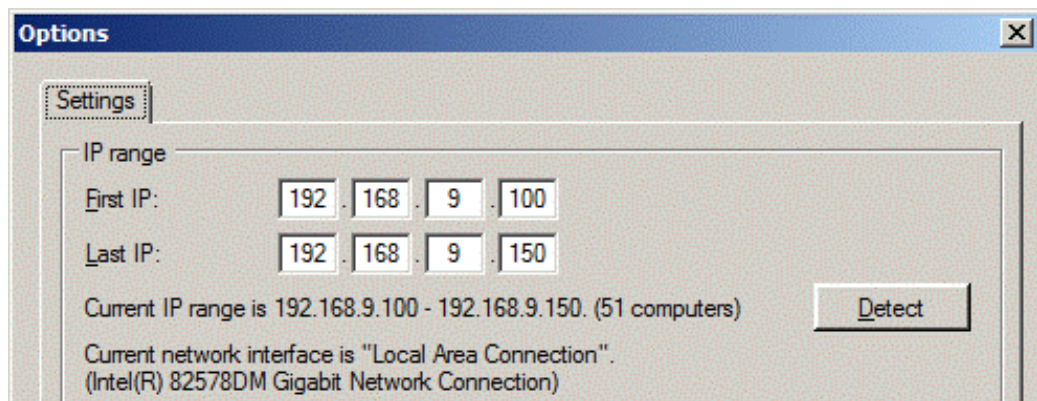 Options
Settings
IP range
First IP: 192 . 168 . 9 . 100
Last IP: 192 . 168 . 9 . 150
Current IP range is 192.168.9.100 - 192.168.9.150. (51 computers) Detect
Current network interface is "Local Area Connection".
(Intel(R) 82578DM Gigabit Network Connection)